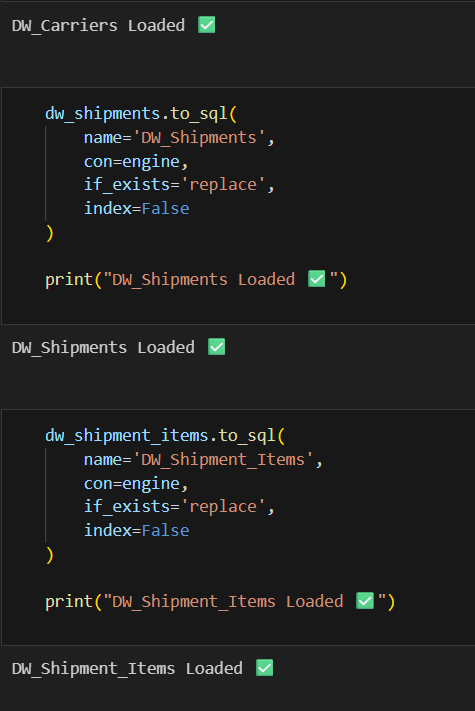 DW_Carriers Loaded ✅
dw_shipments.to_sql(
    name='DW_Shipments',
    con=engine,
    if_exists='replace',
    index=False
)
print("DW_Shipments Loaded ✅")
DW_Shipments Loaded ✅
dw_shipment_items.to_sql(
    name='DW_Shipment_Items',
    con=engine,
    if_exists='replace',
    index=False
)
print("DW_Shipment_Items Loaded ✅")
DW_Shipment_Items Loaded ✅